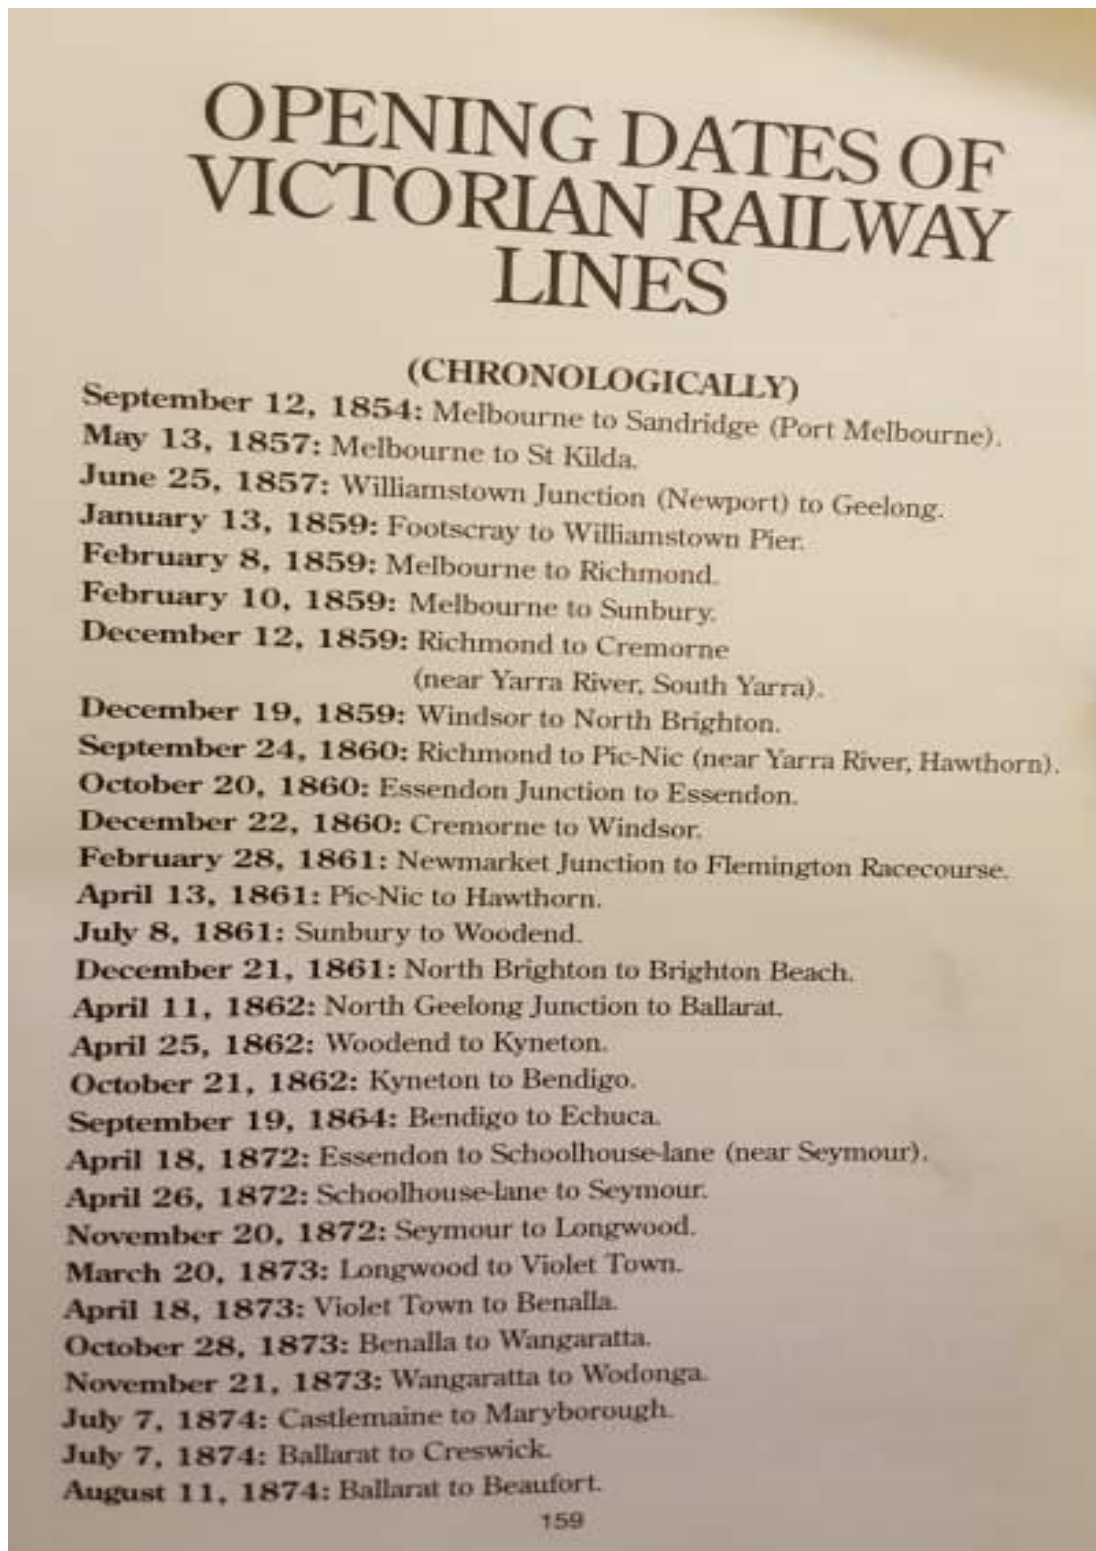 OPENING DATES OF
VICTORIAN RAILWAY
LINES
(CHRONOLOGICALLY)
September 12, 1854: Melbourne to Sandridge (Port Melbourne).
May 13, 1857: Melbourne to St Kilda.
June 25, 1857: Williamstown Junction (Newport) to Geelong.
January 13, 1859: Footscray to Williamstown Pier.
February 8, 1859: Melbourne to Richmond.
February 10, 1859: Melbourne to Sunbury.
December 12, 1859: Richmond to Cremorne
(near Yarra River, South Yarra).
December 19, 1859: Windsor to North Brighton.
September 24, 1860: Richmond to Pic-Nic (near Yarra River, Hawthorn).
October 20, 1860: Essendon Junction to Essendon.
December 22, 1860: Cremorne to Windsor.
February 28, 1861: Newmarket Junction to Flemington Racecourse.
April 13, 1861: Pic-Nic to Hawthorn.
July 8, 1861: Sunbury to Woodend.
December 21, 1861: North Brighton to Brighton Beach.
April 11, 1862: North Geelong Junction to Ballarat.
April 25, 1862: Woodend to Kyneton.
October 21, 1862: Kyneton to Bendigo.
September 19, 1864: Bendigo to Echuca.
April 18, 1872: Essendon to Schoolhouse-lane (near Seymour).
April 26, 1872: Schoolhouse-lane to Seymour.
November 20, 1872: Seymour to Longwood.
March 20, 1873: Longwood to Violet Town.
April 18, 1873: Violet Town to Benalla.
October 28, 1873: Benalla to Wangaratta.
November 21, 1873: Wangaratta to Wodonga.
July 7, 1874: Castlemaine to Maryborough.
July 7, 1874: Ballarat to Creswick.
August 11, 1874: Ballarat to Beaufort.
159